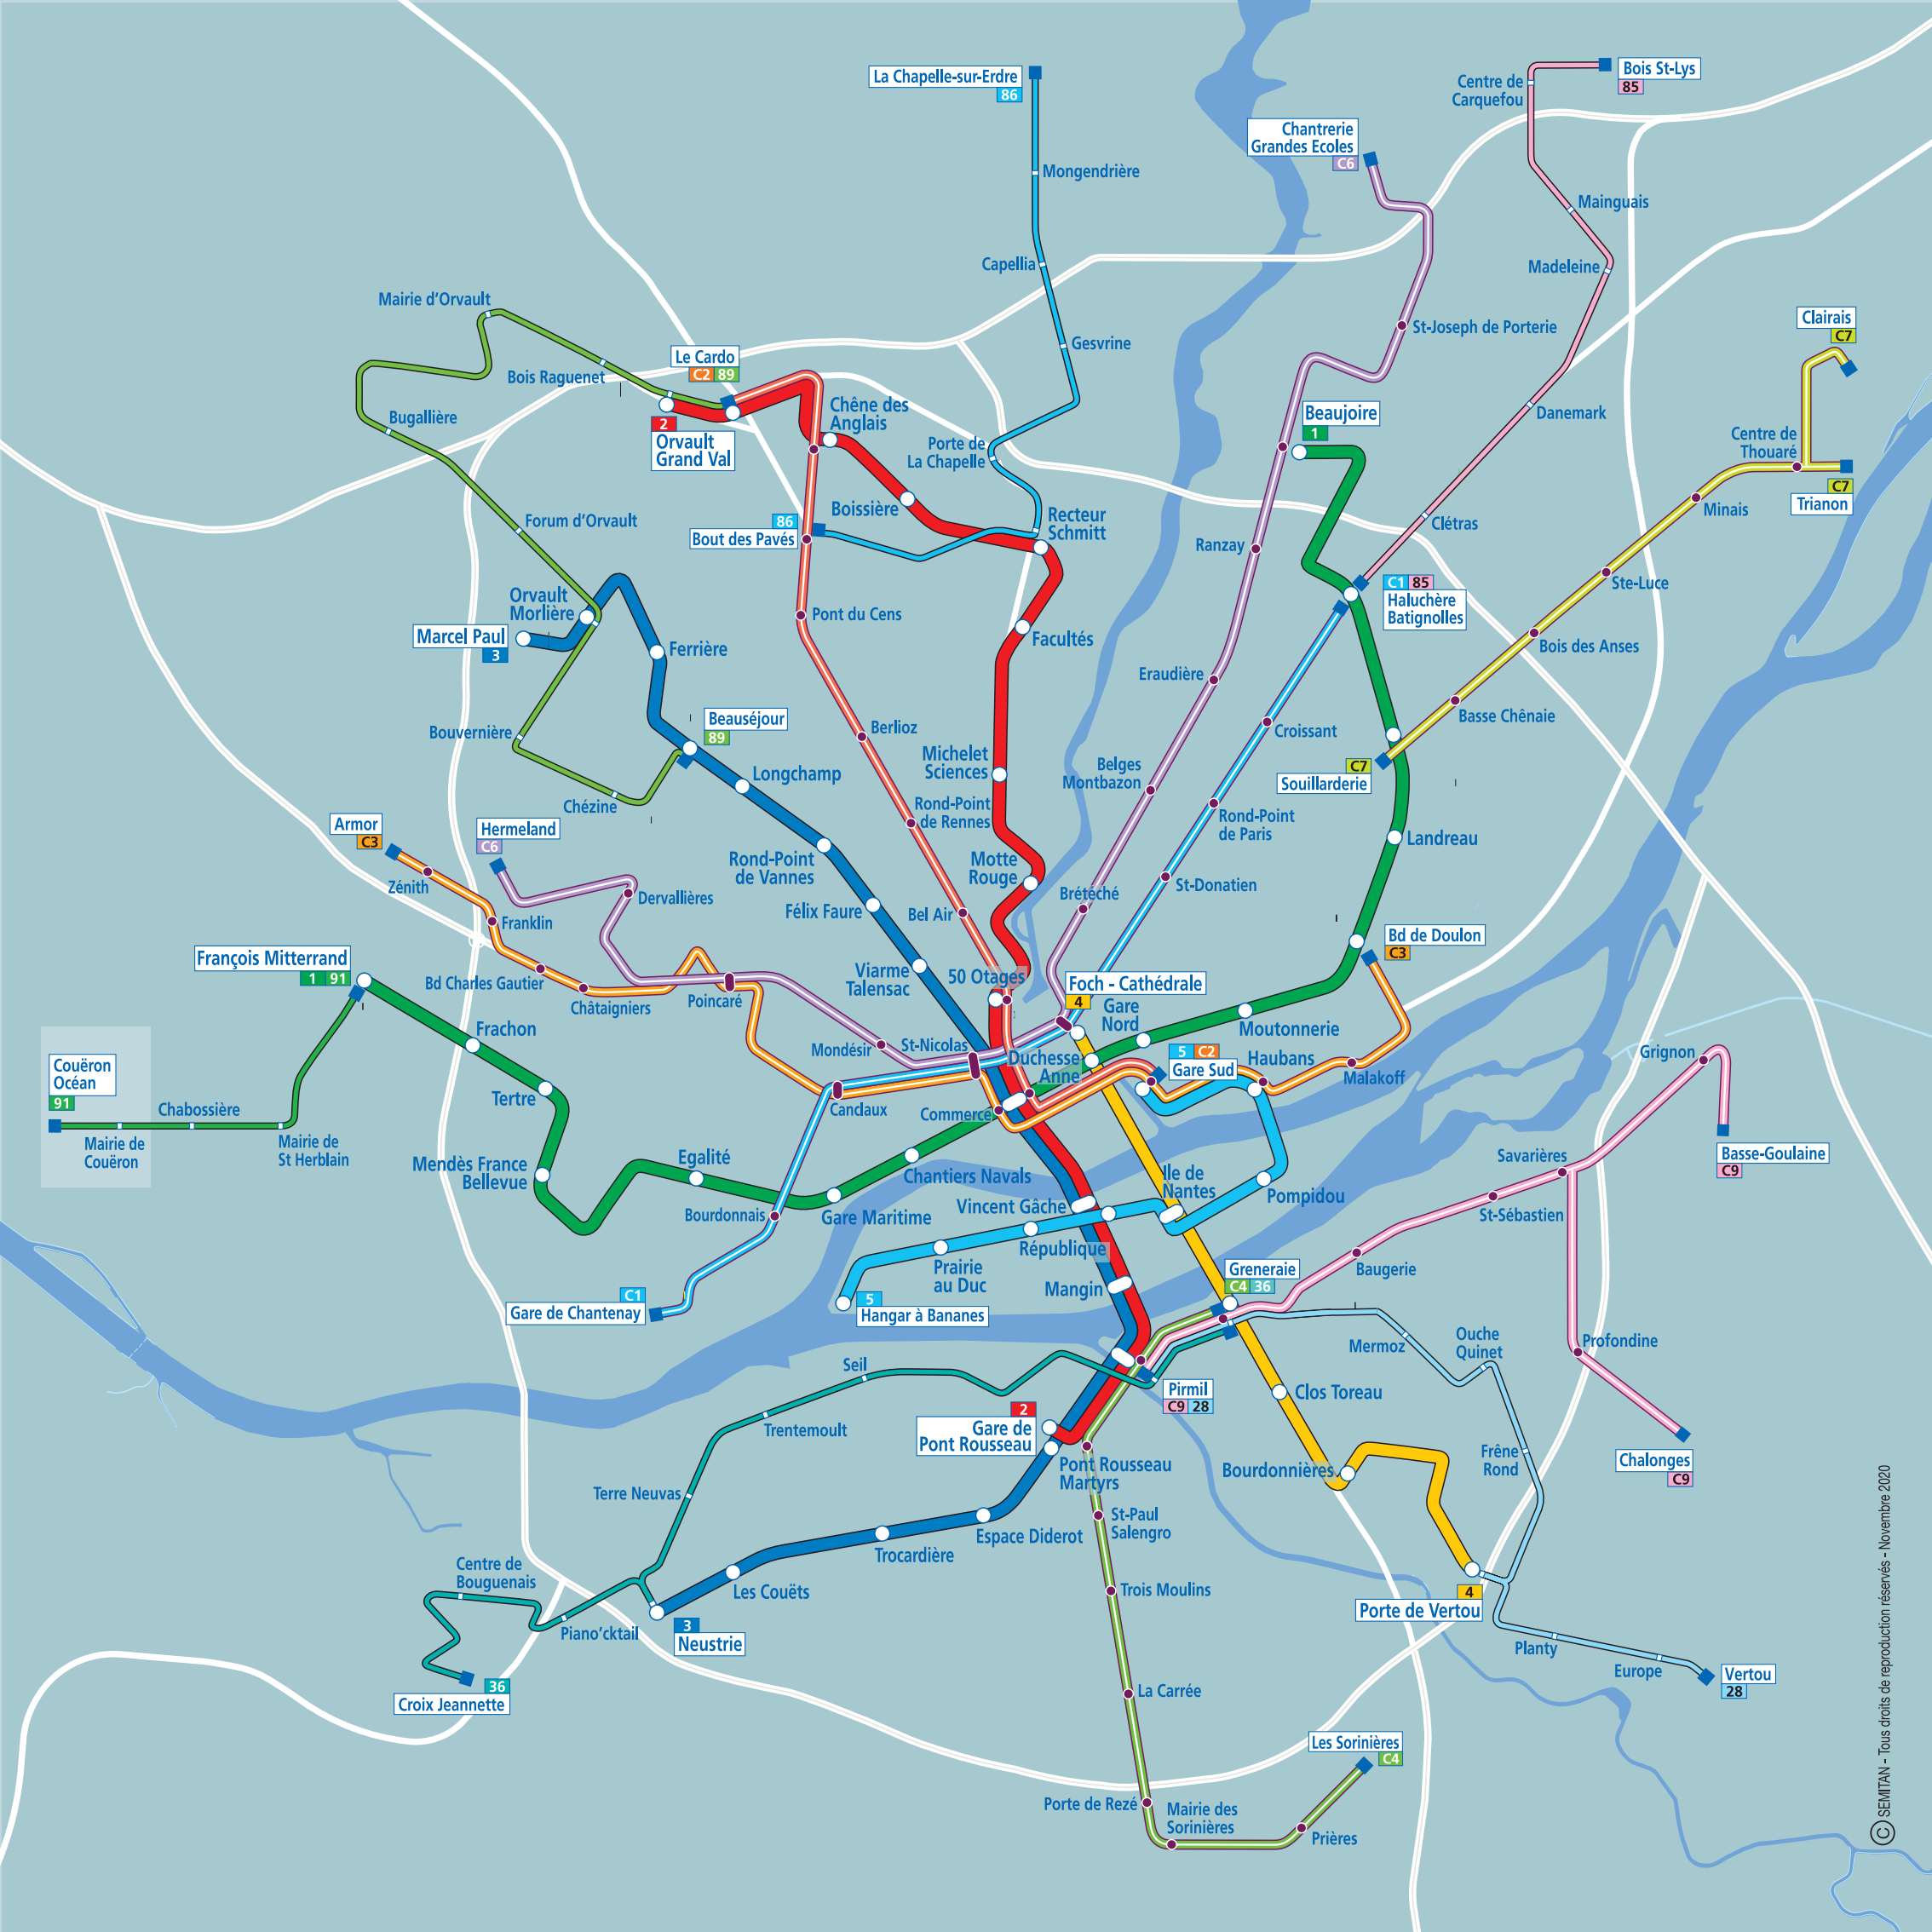 La Chapelle-sur-Erdre
86
Bois St-Lys
85
Centre de
Carquefou
Chantrerie
Grandes Ecoles
C6
Mongendrière
Mainguais
Capellia
Madeleine
Mairie d'Orvault
St-Joseph de Porterie
Clairais
C7
Gesvrine
Le Cardo
C2 89
Bois Raguenet
Chêne des
Anglais
Beaujoire
1
Danemark
Bugallière
2
Orvault
Grand Val
Porte de
La Chapelle
Centre de
Thouaré
C7
Trianon
Boissière
Minais
Forum d'Orvault
86
Bout des Pavés
Recteur
Schmitt
Clétras
Ranzay
Ste-Luce
Orvault
Morlière
C1 85
Haluchère
Batignolles
Marcel Paul
3
Pont du Cens
Facultés
Ferrière
Bois des Anses
Eraudière
Beauséjour
89
Basse Chênaie
Bouvernière
Berlioz
Croissant
Michelet
Sciences
Belges
Montbazon
C7
Souillarderie
Longchamp
Chézine
Rond-Point
de Rennes
Rond-Point
de Paris
Armor
C3
Hermeland
C6
Landreau
Rond-Point
de Vannes
Motte
Rouge
Zénith
Dervallières
St-Donatien
Brétéché
Félix Faure
Bel Air
Franklin
Bd de Doulon
C3
François Mitterrand
1 91
Bd Charles Gautier
Châtaigniers
Poincaré
Viarme
Talensac
50 Otages
Foch - Cathédrale
4
Gare
Nord
Moutonnerie
Frachon
Mondésir
St-Nicolas
Duchesse
Anne
5 C2
Gare Sud
Haubans
Malakoff
Grignon
Couëron
Océan
91
Chabossière
Tertre
Canclaux
Commerce
Mairie de
Couëron
Mairie de
St Herblain
Mendès France
Bellevue
Egalité
Chantiers Navals
Ile de
Nantes
Pompidou
Savarières
Basse-Goulaine
C9
Bourdonnais
Gare Maritime
Vincent Gâche
St-Sébastien
République
Prairie
au Duc
Mangin
Greneraie
C4 36
Baugerie
C1
Gare de Chantenay
5
Hangar à Bananes
Mermoz
Ouche
Quinet
Profondine
Seil
Pirmil
C9 28
Clos Toreau
Trentemoult
2
Gare de
Pont Rousseau
Pont Rousseau
Martyrs
Bourdonnières
Frêne
Rond
Chalonges
C9
Terre Neuvas
St-Paul
Salengro
Espace Diderot
Trocardière
Centre de
Bouguenais
Les Couëts
Trois Moulins
4
Porte de Vertou
Piano'cktail
3
Neustrie
Planty
Europe
Vertou
28
36
Croix Jeannette
La Carrée
Les Sorinières
C4
Porte de Rezé
Mairie des
Sorinières
Prières
© SEMITAN - Tous droits de reproduction réservés - Novembre 2020